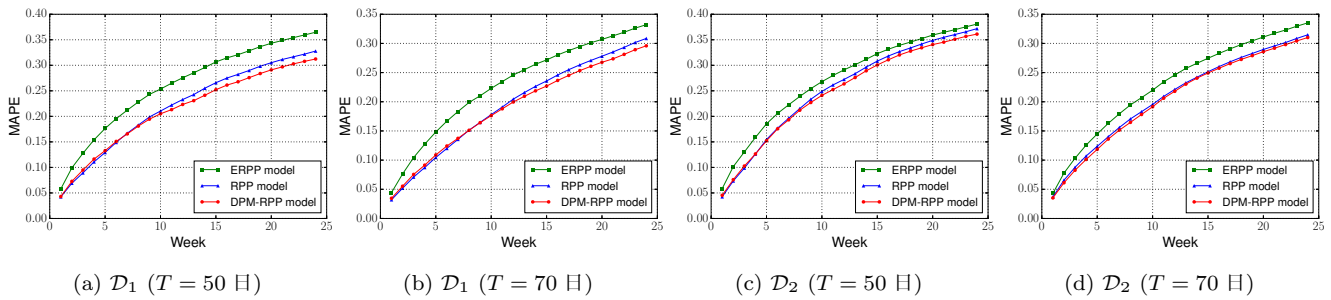 0.40
0.35
0.30
0.25
0.20
0.15
0.10
0.05
0.00
MAPE
0 5 10 15 20 25
Week
ERPP model
RPP model
DPM-RPP model
(a) D₁ (T = 50 日)
0.35
0.30
0.25
0.20
0.15
0.10
0.05
0.00
MAPE
0 5 10 15 20 25
Week
ERPP model
RPP model
DPM-RPP model
(b) D₁ (T = 70 日)
0.40
0.35
0.30
0.25
0.20
0.15
0.10
0.05
0.00
MAPE
0 5 10 15 20 25
Week
ERPP model
RPP model
DPM-RPP model
(c) D₂ (T = 50 日)
0.35
0.30
0.25
0.20
0.15
0.10
0.05
0.00
MAPE
0 5 10 15 20 25
Week
ERPP model
RPP model
DPM-RPP model
(d) D₂ (T = 70 日)